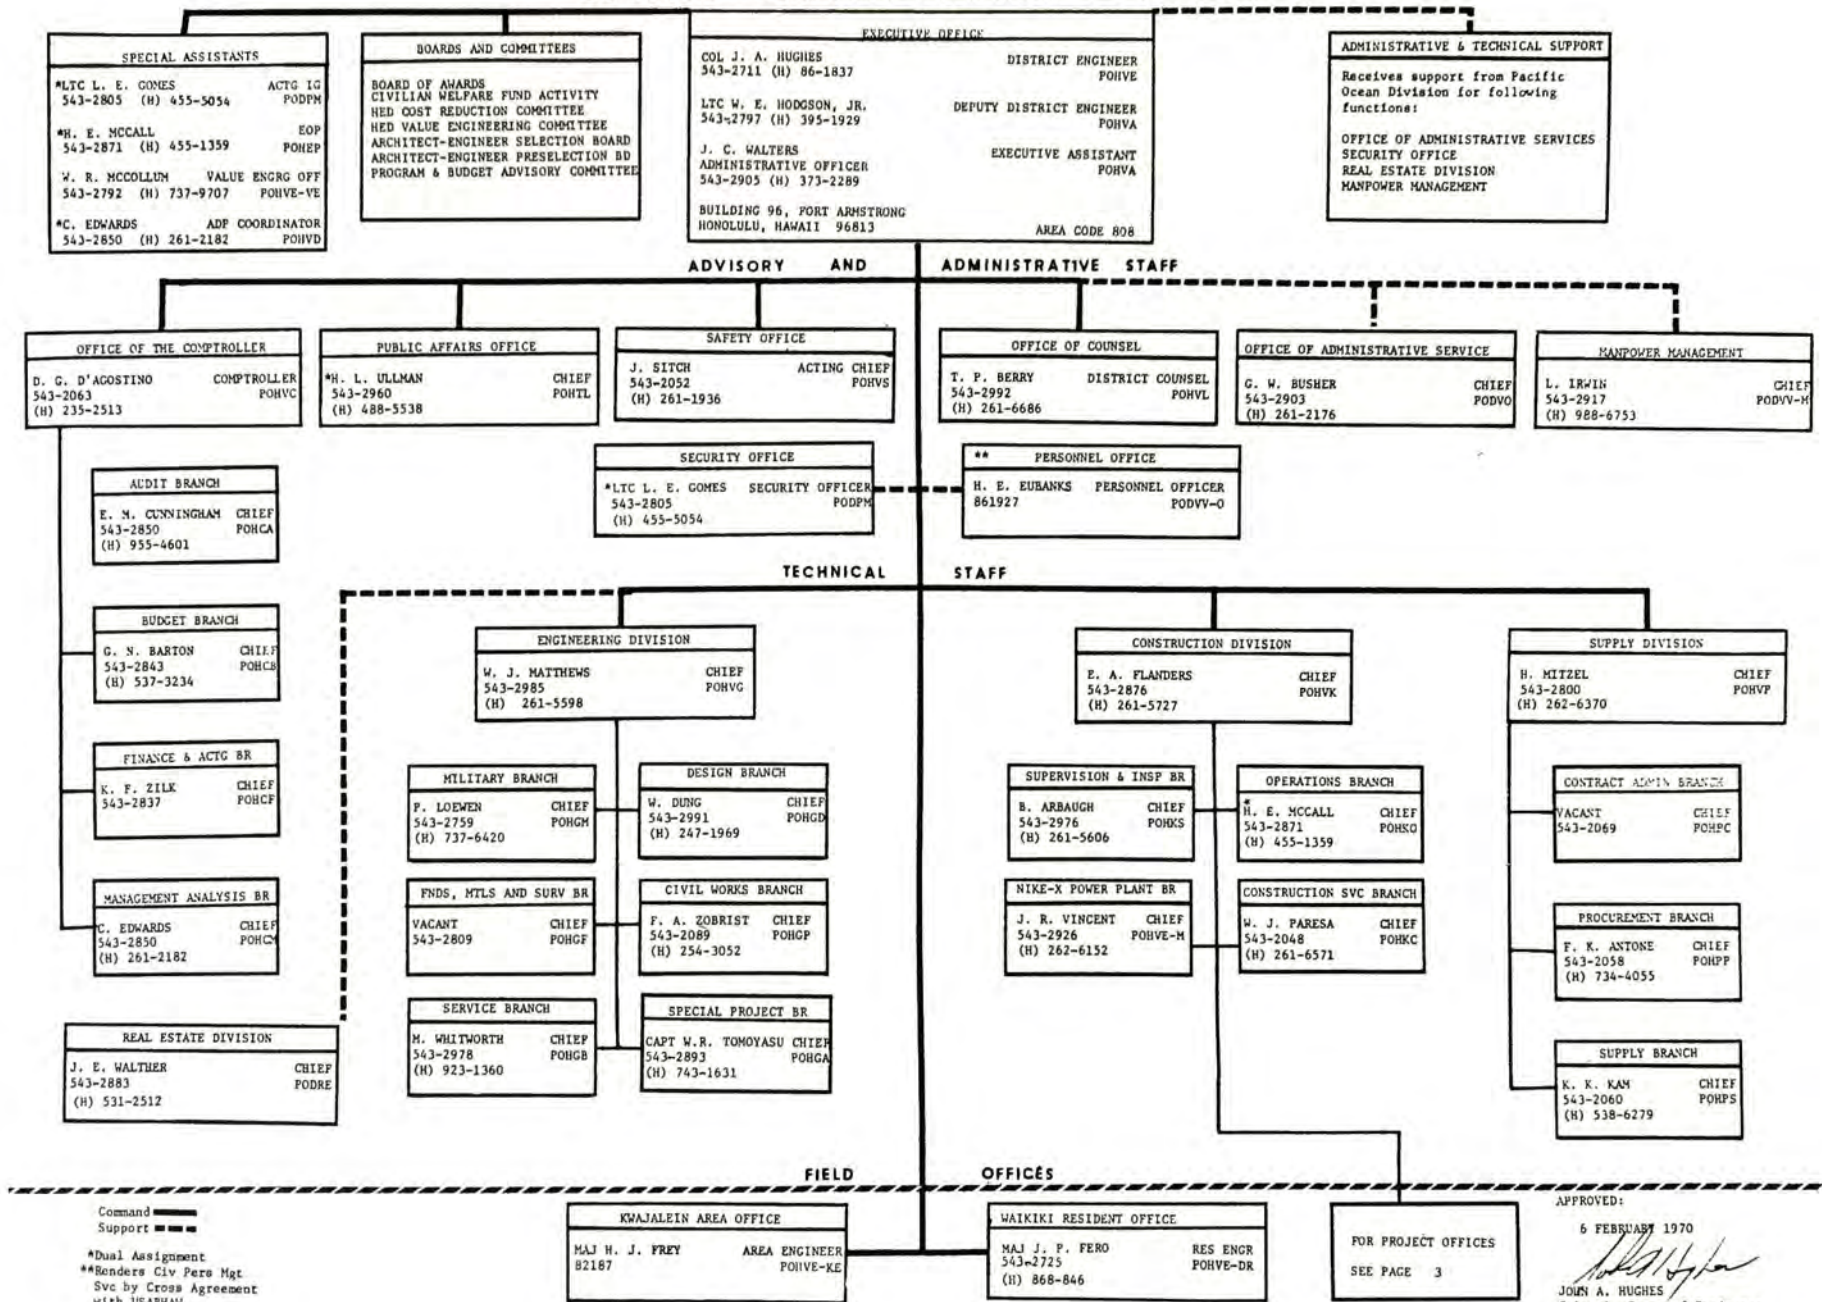 SPECIAL ASSISTANTS
*LTC L. E. GOMES ACTG IG
543-2805 (H) 455-5054 PODPM
*H. E. MCCALL EOP
543-2871 (H) 455-1359 POHEP
W. R. MCCOLLUM VALUE ENGRG OFF
543-2792 (H) 737-9707 POHVE-VE
*C. EDWARDS ADP COORDINATOR
543-2850 (H) 261-2182 POHVD
BOARDS AND COMMITTEES
BOARD OF AWARDS
CIVILIAN WELFARE FUND ACTIVITY
HED COST REDUCTION COMMITTEE
HED VALUE ENGINEERING COMMITTEE
ARCHITECT-ENGINEER SELECTION BOARD
ARCHITECT-ENGINEER PRESELECTION BD
PROGRAM & BUDGET ADVISORY COMMITTEE
EXECUTIVE OFFICE
COL J. A. HUGHES DISTRICT ENGINEER
543-2711 (H) 86-1837 POHVE
LTC W. E. HODGSON, JR. DEPUTY DISTRICT ENGINEER
543-2797 (H) 395-1929 POHVA
J. C. WALTERS EXECUTIVE ASSISTANT
ADMINISTRATIVE OFFICER POHVA
543-2905 (H) 373-2289
BUILDING 96, FORT ARMSTRONG
HONOLULU, HAWAII 96813 AREA CODE 808
ADMINISTRATIVE & TECHNICAL SUPPORT
Receives support from Pacific
Ocean Division for following
functions:
OFFICE OF ADMINISTRATIVE SERVICES
SECURITY OFFICE
REAL ESTATE DIVISION
MANPOWER MANAGEMENT
ADVISORY AND ADMINISTRATIVE STAFF
OFFICE OF THE COMPTROLLER
D. G. D'AGOSTINO COMPTROLLER
543-2063 POHVC
(H) 235-2513
PUBLIC AFFAIRS OFFICE
*H. L. ULLMAN CHIEF
543-2960 POHTL
(H) 488-5538
SAFETY OFFICE
J. SITCH ACTING CHIEF
543-2052 POHVS
(H) 261-1936
OFFICE OF COUNSEL
T. P. BERRY DISTRICT COUNSEL
543-2992 POHVL
(H) 261-6686
OFFICE OF ADMINISTRATIVE SERVICE
G. W. BUSHER CHIEF
543-2903 PODVO
(H) 261-2176
MANPOWER MANAGEMENT
L. IRWIN CHIEF
543-2917 PODVV-M
(H) 988-6753
SECURITY OFFICE
*LTC L. E. GOMES SECURITY OFFICER
543-2805 PODPM
(H) 455-5054
** PERSONNEL OFFICE
H. E. EUBANKS PERSONNEL OFFICER
861927 PODVV-O
AUDIT BRANCH
E. M. CUNNINGHAM CHIEF
543-2850 POHCA
(H) 955-4601
BUDGET BRANCH
G. N. BARTON CHIEF
543-2843 POHCB
(H) 537-3234
FINANCE & ACTG BR
K. F. ZILK CHIEF
543-2837 POHCF
MANAGEMENT ANALYSIS BR
C. EDWARDS CHIEF
543-2850 POHCM
(H) 261-2182
REAL ESTATE DIVISION
J. E. WALTHER CHIEF
543-2883 PODRE
(H) 531-2512
TECHNICAL STAFF
ENGINEERING DIVISION
W. J. MATTHEWS CHIEF
543-2985 POHVG
(H) 261-5598
MILITARY BRANCH
P. LOEWEN CHIEF
543-2759 POHGM
(H) 737-6420
DESIGN BRANCH
W. DUNG CHIEF
543-2991 POHGD
(H) 247-1969
FNDS, MTLS AND SURV BR
VACANT CHIEF
543-2809 POHGF
CIVIL WORKS BRANCH
F. A. ZOBRIST CHIEF
543-2089 POHGP
(H) 254-3052
SERVICE BRANCH
M. WHITWORTH CHIEF
543-2978 POHGB
(H) 923-1360
SPECIAL PROJECT BR
CAPT W.R. TOMOYASU CHIEF
543-2893 POHGA
(H) 743-1631
CONSTRUCTION DIVISION
E. A. FLANDERS CHIEF
543-2876 POHVK
(H) 261-5727
SUPERVISION & INSP BR
B. ARBAUGH CHIEF
543-2976 POHKS
(H) 261-5606
OPERATIONS BRANCH
*H. E. MCCALL CHIEF
543-2871 POHKO
(H) 455-1359
NIKE-X POWER PLANT BR
J. R. VINCENT CHIEF
543-2926 POHVE-M
(H) 262-6152
CONSTRUCTION SVC BRANCH
W. J. PARESA CHIEF
543-2048 POHKC
(H) 261-6571
SUPPLY DIVISION
H. MITZEL CHIEF
543-2800 POHVP
(H) 262-6370
CONTRACT ADMIN BRANCH
VACANT CHIEF
543-2069 POHPC
PROCUREMENT BRANCH
F. K. ANTONE CHIEF
543-2058 POHPP
(H) 734-4055
SUPPLY BRANCH
K. K. KAM CHIEF
543-2060 POHPS
(H) 538-6279
FIELD OFFICES
Command
Support
*Dual Assignment
**Renders Civ Pers Mgt
Svc by Cross Agreement
with USARHAW
KWAJALEIN AREA OFFICE
MAJ H. J. FREY AREA ENGINEER
82187 POHVE-KE
WAIKIKI RESIDENT OFFICE
MAJ J. P. FERO RES ENGR
543-2725 POHVE-DR
(H) 868-846
FOR PROJECT OFFICES
SEE PAGE 3
APPROVED:
6 FEBRUARY 1970
JOHN A. HUGHES